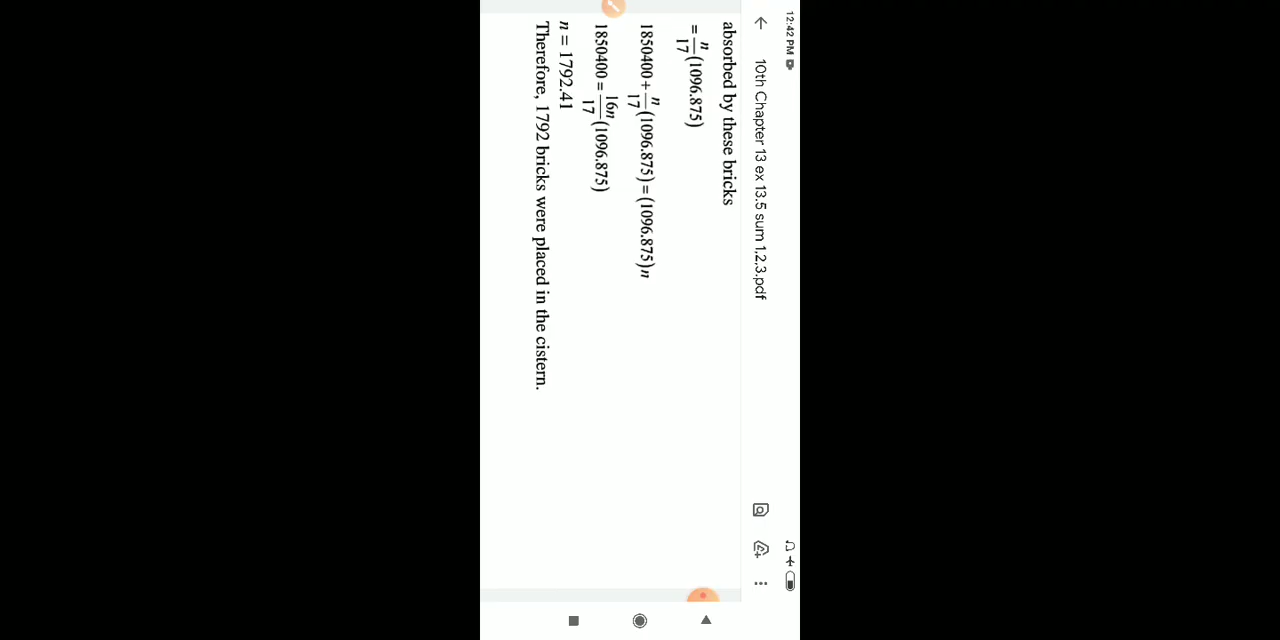 12:42 PM
10th Chapter 13 ex 13.5 sum 1,2,3.pdf
absorbed by these bricks
= n/17 (1096.875)
1850400 + n/17 (1096.875) = (1096.875)n
1850400 = 16n/17 (1096.875)
n = 1792.41
Therefore, 1792 bricks were placed in the cistern.